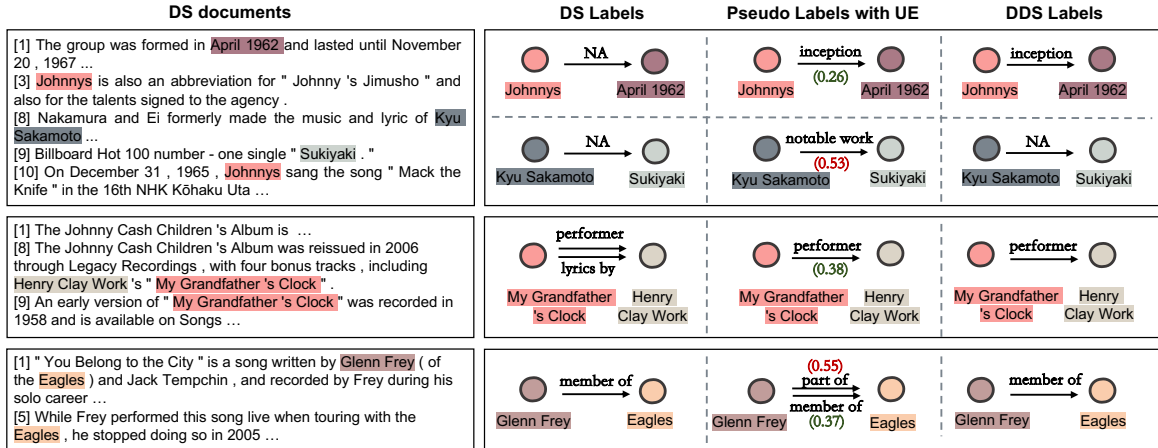 DS documents
DS Labels
Pseudo Labels with UE
DDS Labels
[1] The group was formed in April 1962 and lasted until November
20 , 1967 ...
[3] Johnnys is also an abbreviation for " Johnny 's Jimusho " and
also for the talents signed to the agency .
[8] Nakamura and Ei formerly made the music and lyric of Kyu
Sakamoto ...
[9] Billboard Hot 100 number - one single " Sukiyaki . "
[10] On December 31 , 1965 , Johnnys sang the song " Mack the
Knife " in the 16th NHK Kōhaku Uta ...
NA
Johnnys
April 1962
inception
(0.26)
Johnnys
April 1962
inception
Johnnys
April 1962
NA
Kyu Sakamoto
Sukiyaki
notable work
(0.53)
Kyu Sakamoto
Sukiyaki
NA
Kyu Sakamoto
Sukiyaki
[1] The Johnny Cash Children 's Album is ...
[8] The Johnny Cash Children 's Album was reissued in 2006
through Legacy Recordings , with four bonus tracks , including
Henry Clay Work 's " My Grandfather 's Clock " .
[9] An early version of " My Grandfather 's Clock " was recorded in
1958 and is available on Songs ...
performer
lyrics by
My Grandfather
's Clock
Henry
Clay Work
performer
(0.38)
My Grandfather
's Clock
Henry
Clay Work
performer
My Grandfather
's Clock
Henry
Clay Work
[1] " You Belong to the City " is a song written by Glenn Frey ( of
the Eagles ) and Jack Tempchin , and recorded by Frey during his
solo career ...
[5] While Frey performed this song live when touring with the
Eagles , he stopped doing so in 2005 ...
member of
Glenn Frey
Eagles
(0.55)
part of
member of
(0.37)
Glenn Frey
Eagles
member of
Glenn Frey
Eagles